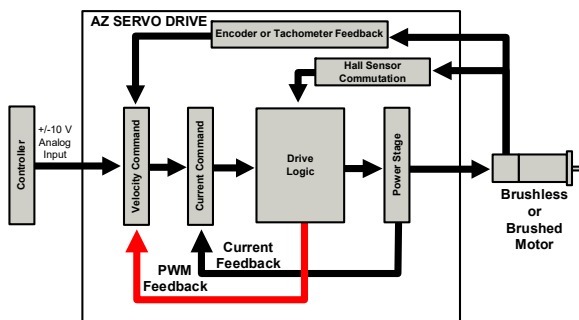 AZ SERVO DRIVE
Encoder or Tachometer Feedback
Hall Sensor
Commutation
+/-10 V
Analog
Input
Controller
Velocity Command
Current Command
Drive
Logic
Power Stage
Brushless
or
Brushed
Motor
Current
Feedback
PWM
Feedback